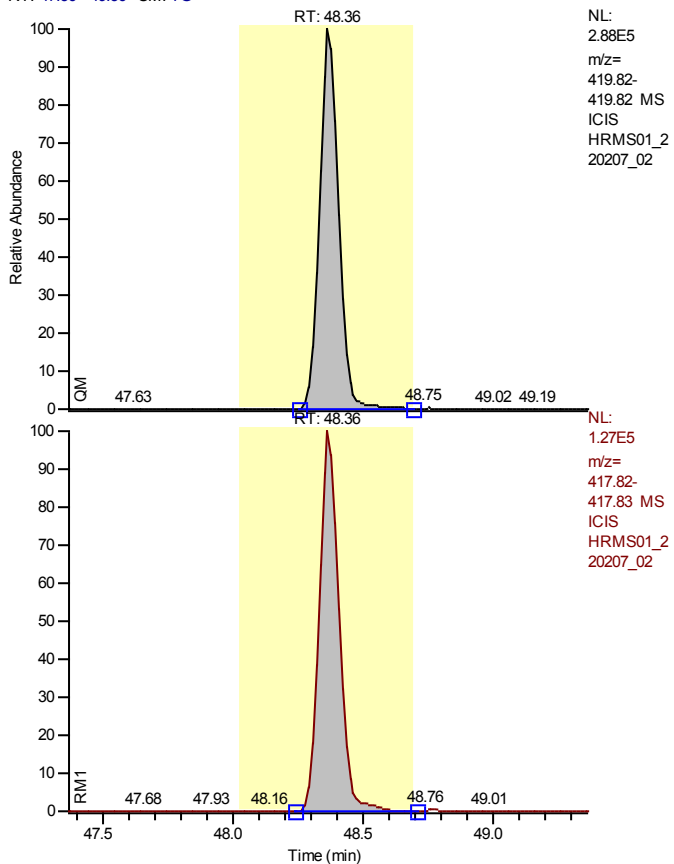 RT: 48.36
NL:
2.88E5
m/z=
419.82-
419.82 MS
ICIS
HRMS01_2
20207_02
100
90
80
70
60
50
40
30
20
10
0
Relative Abundance
QM
47.63
48.75
49.02 49.19
RT: 48.36
NL:
1.27E5
m/z=
417.82-
417.83 MS
ICIS
HRMS01_2
20207_02
100
90
80
70
60
50
40
30
20
10
0
RM1
47.68 47.93 48.16 48.76 49.01
47.5 48.0 48.5 49.0
Time (min)